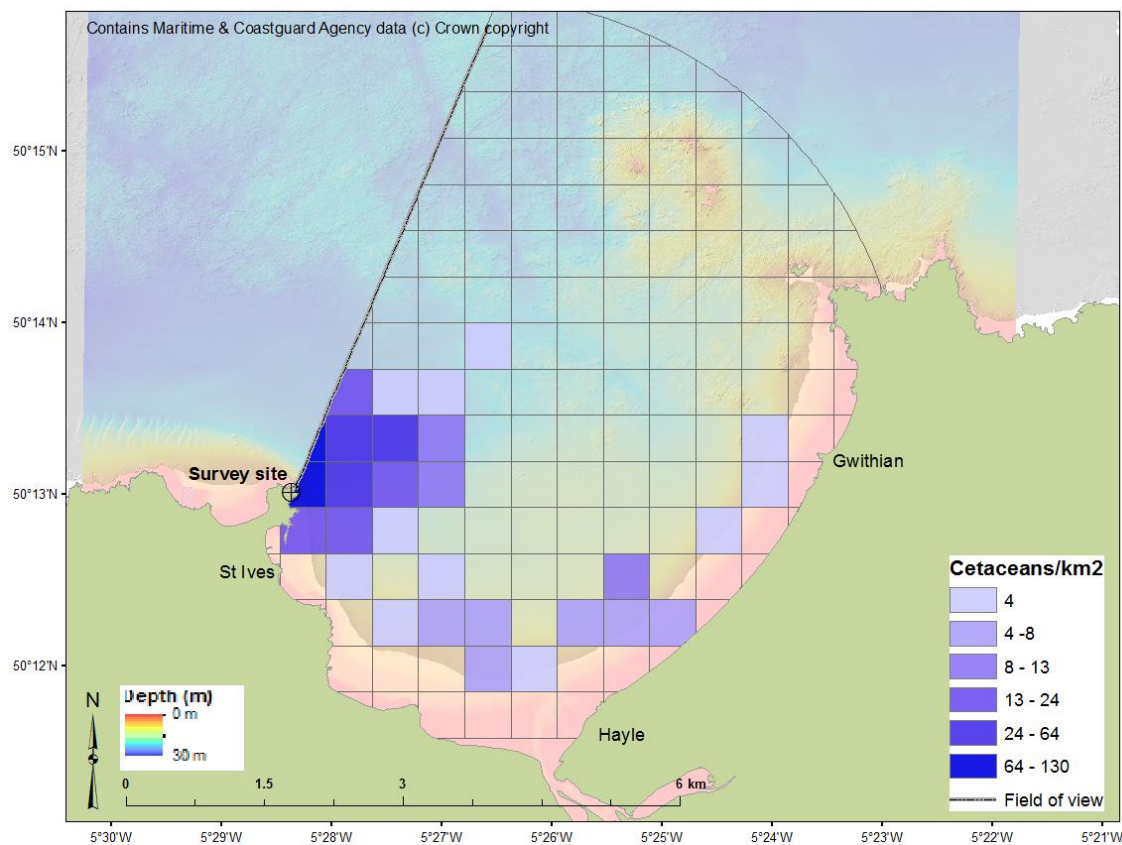 Contains Maritime & Coastguard Agency data (c) Crown copyright
50°15'N
50°14'N
Survey site
50°13'N
Gwithian
St Ives
Cetaceans/km2
4
4 -8
8 - 13
13 - 24
24 - 64
64 - 130
Field of view
50°12'N
N
Depth (m)
0 m
30 m
Hayle
0 1.5 3 6 km
5°30'W 5°29'W 5°28'W 5°27'W 5°26'W 5°25'W 5°24'W 5°23'W 5°22'W 5°21'W